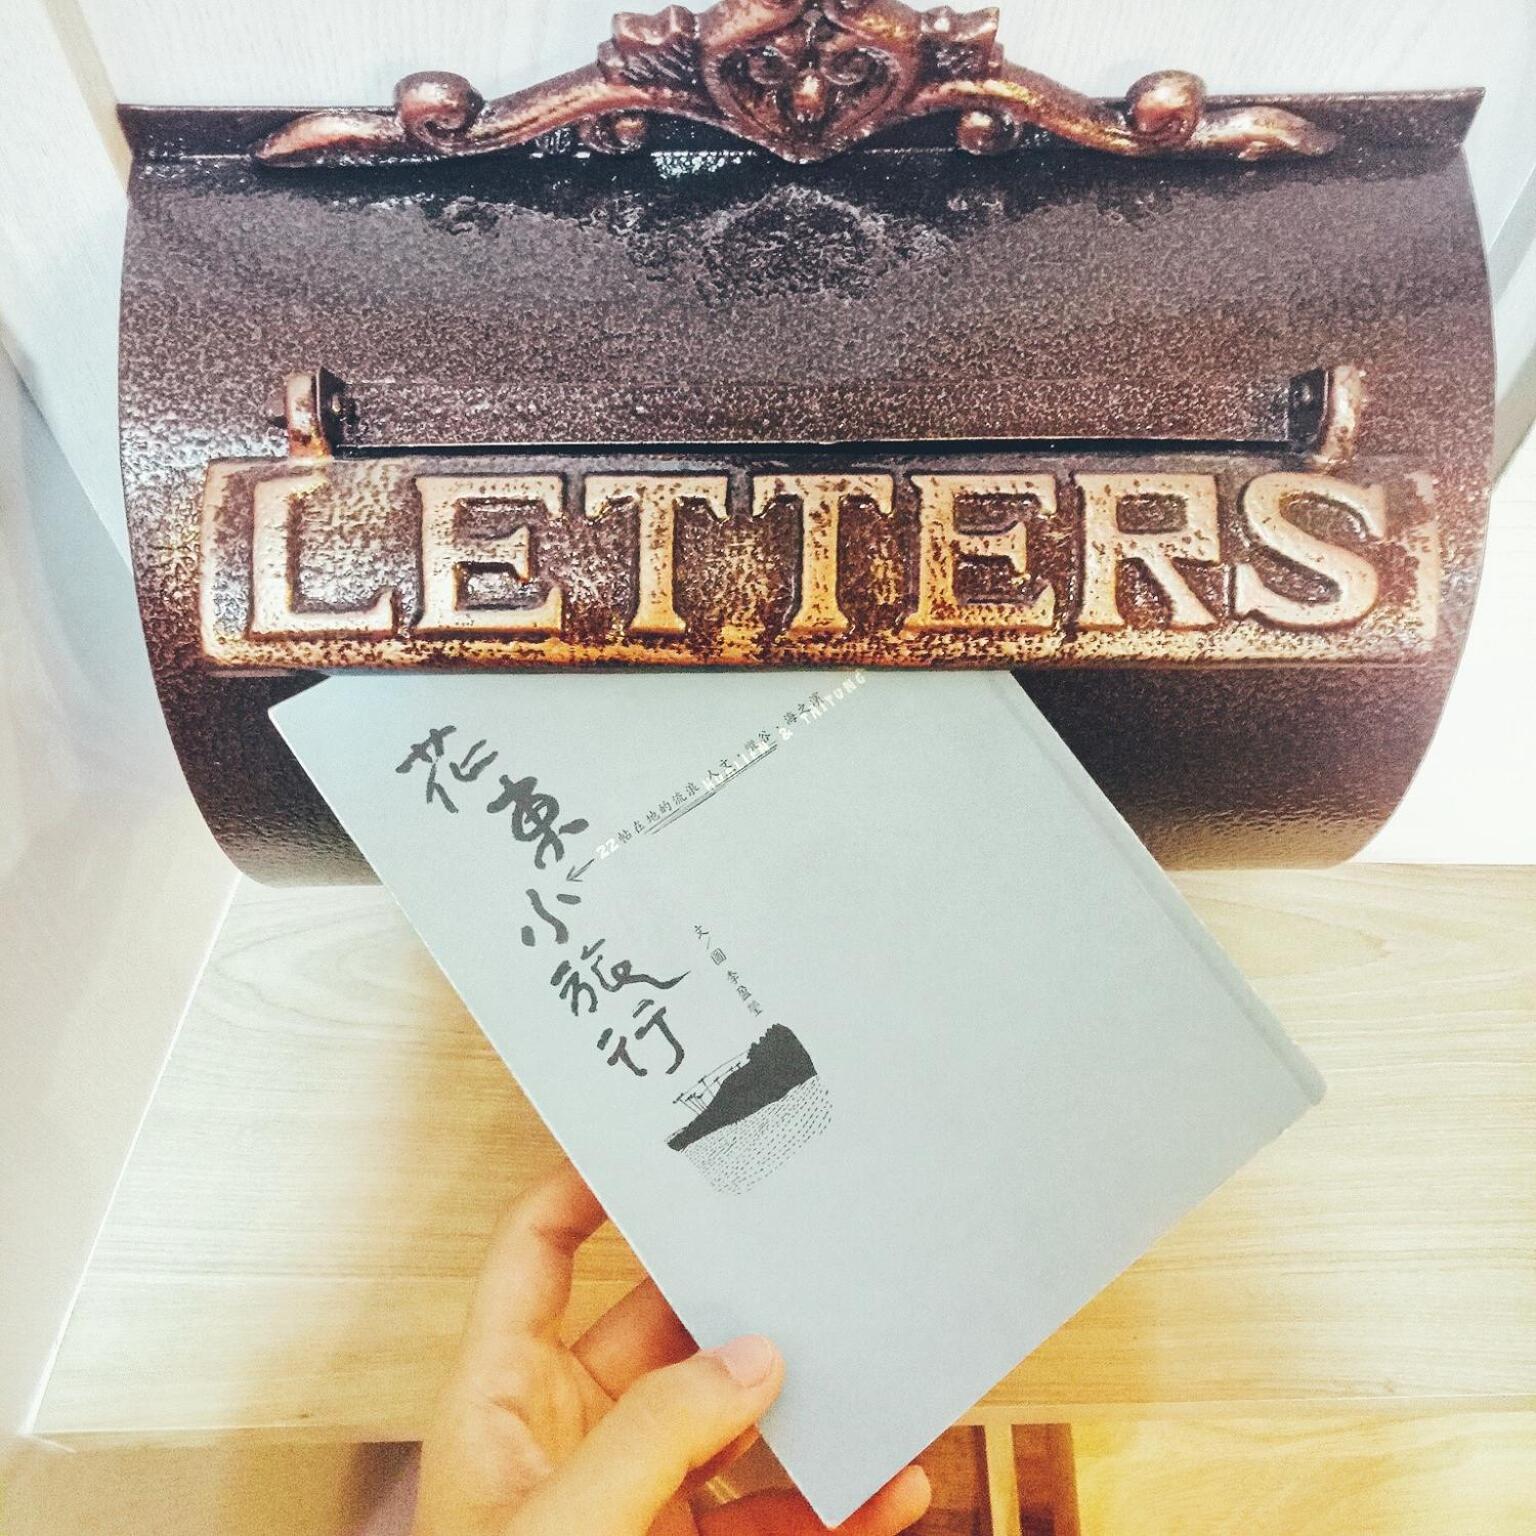 LETTERS
花東小旅行
22帖在地的流浪 人文・縱谷・海之濱
HUALIEN & TAITUNG
文／圖 李盈瑩